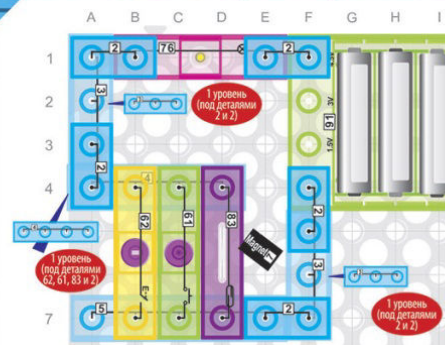 A B C D E F G H I
1 2 76 2
2 3
1 уровень
(под деталями
2 и 2)
3V
1.5V
19
3
2
4 4
62 61 83
2
Magnet
3
1 уровень
(под деталями
62, 61, 83 и 2)
1 уровень
(под деталями
2 и 2)
7 5 2